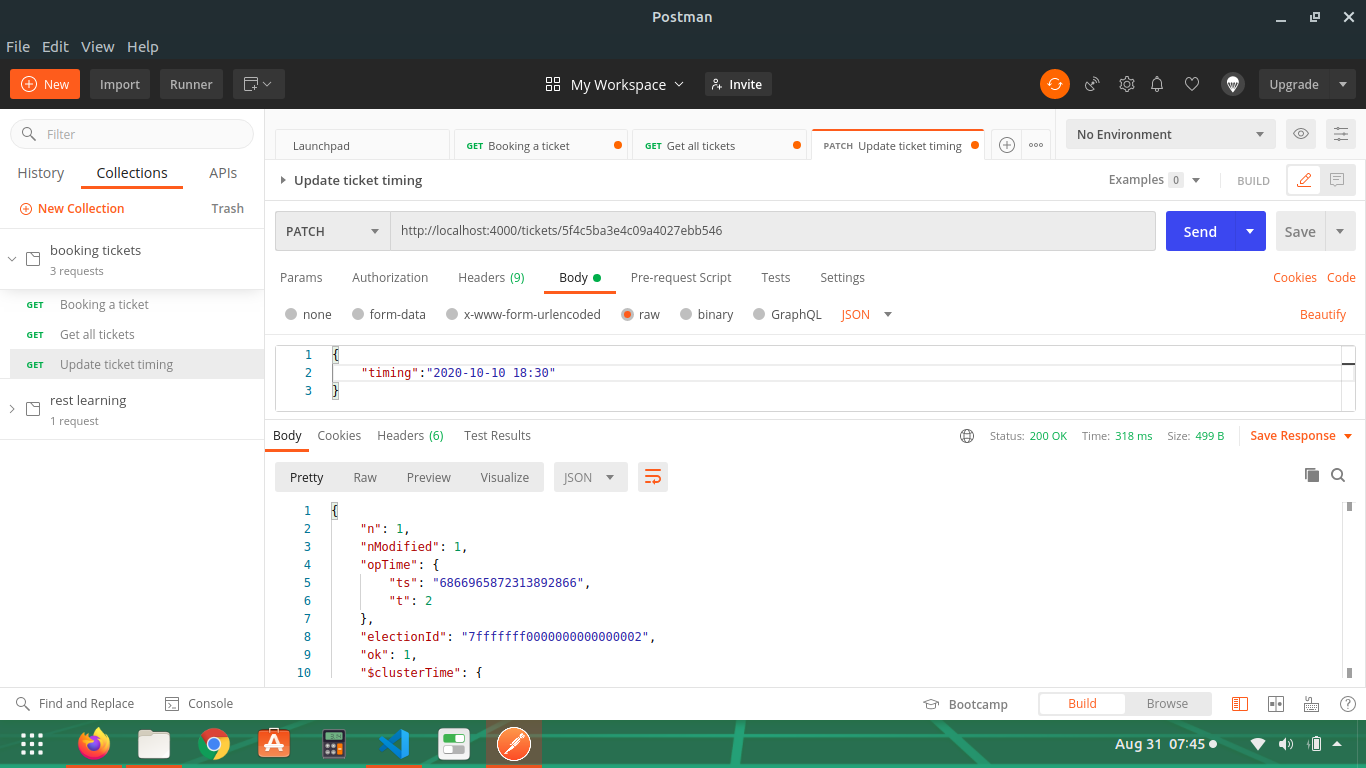 Postman
File Edit View Help
New Import Runner My Workspace Invite Upgrade
Filter
Launchpad GET Booking a ticket GET Get all tickets PATCH Update ticket timing No Environment
History Collections APIs
Update ticket timing Examples 0 BUILD
New Collection Trash
PATCH http://localhost:4000/tickets/5f4c5ba3e4c09a4027ebb546 Send Save
booking tickets
3 requests
Params Authorization Headers (9) Body Pre-request Script Tests Settings Cookies Code
GET Booking a ticket
none form-data x-www-form-urlencoded raw binary GraphQL JSON Beautify
GET Get all tickets
GET Update ticket timing
1 {
2 "timing":"2020-10-10 18:30"
3 }
rest learning
1 request
Body Cookies Headers (6) Test Results Status: 200 OK Time: 318 ms Size: 499 B Save Response
Pretty Raw Preview Visualize JSON
1 {
2 "n": 1,
3 "nModified": 1,
4 "opTime": {
5 "ts": "6866965872313892866",
6 "t": 2
7 },
8 "electionId": "7fffffff0000000000000002",
9 "ok": 1,
10 "$clusterTime": {
Find and Replace Console Bootcamp Build Browse
Aug 31 07:45